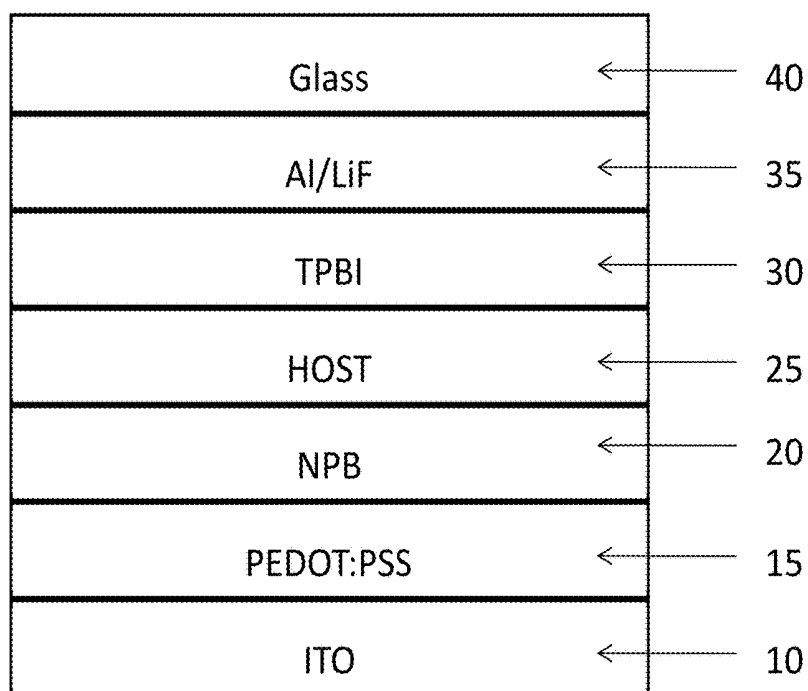 Glass 40
Al/LiF 35
TPBI 30
HOST 25
NPB 20
PEDOT:PSS 15
ITO 10